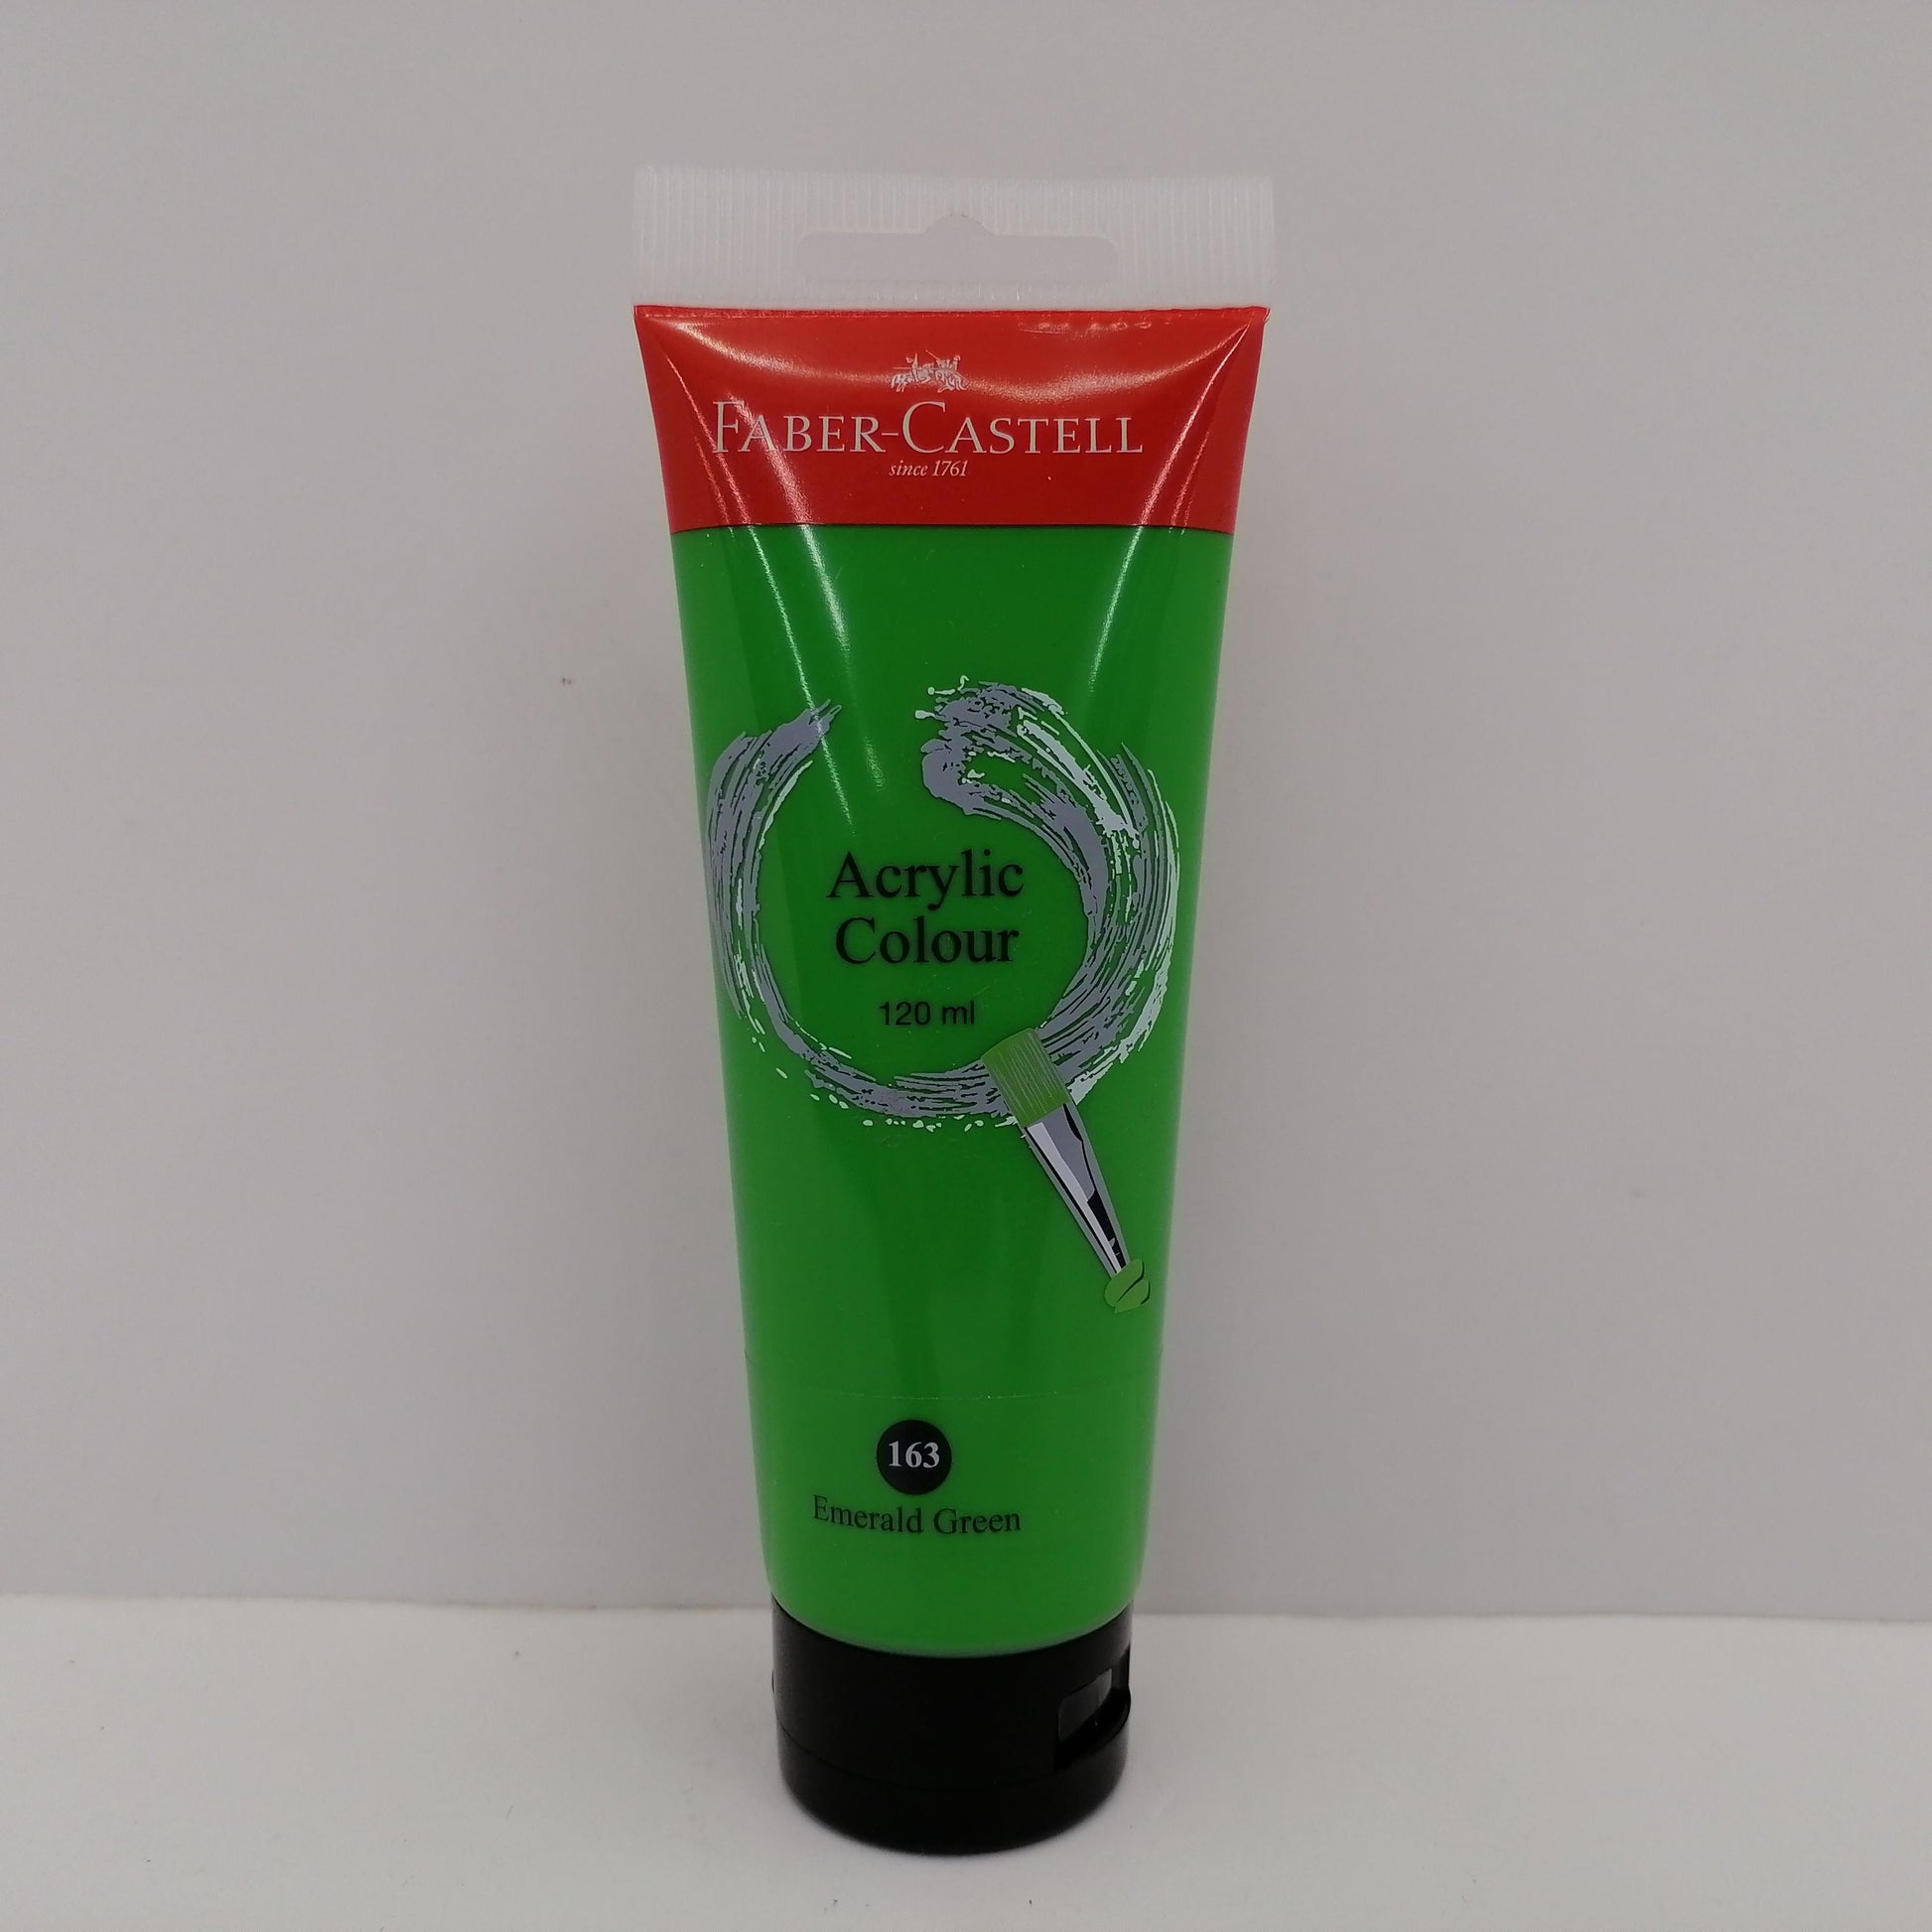 FABER-CASTELL
since 1761
Acrylic
Colour
120 ml
163
Emerald Green